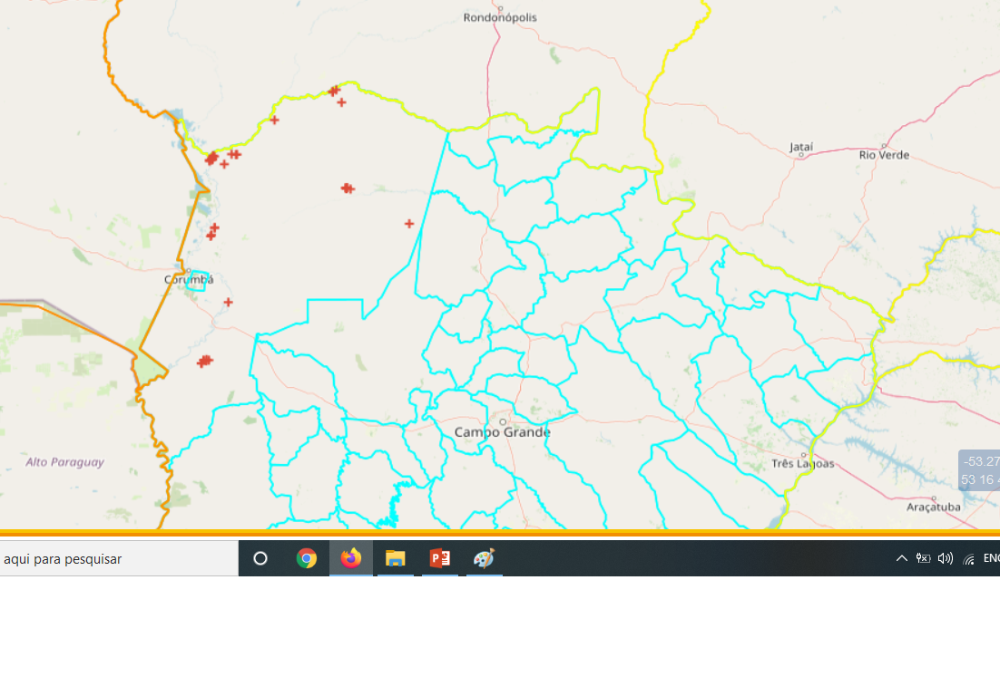 Rondonópolis
Jataí
Rio Verde
Corumbá
Campo Grande
Alto Paraguay
Três Lagoas
-53.27
53 16 4
Araçatuba
aqui para pesquisar
P
ENG